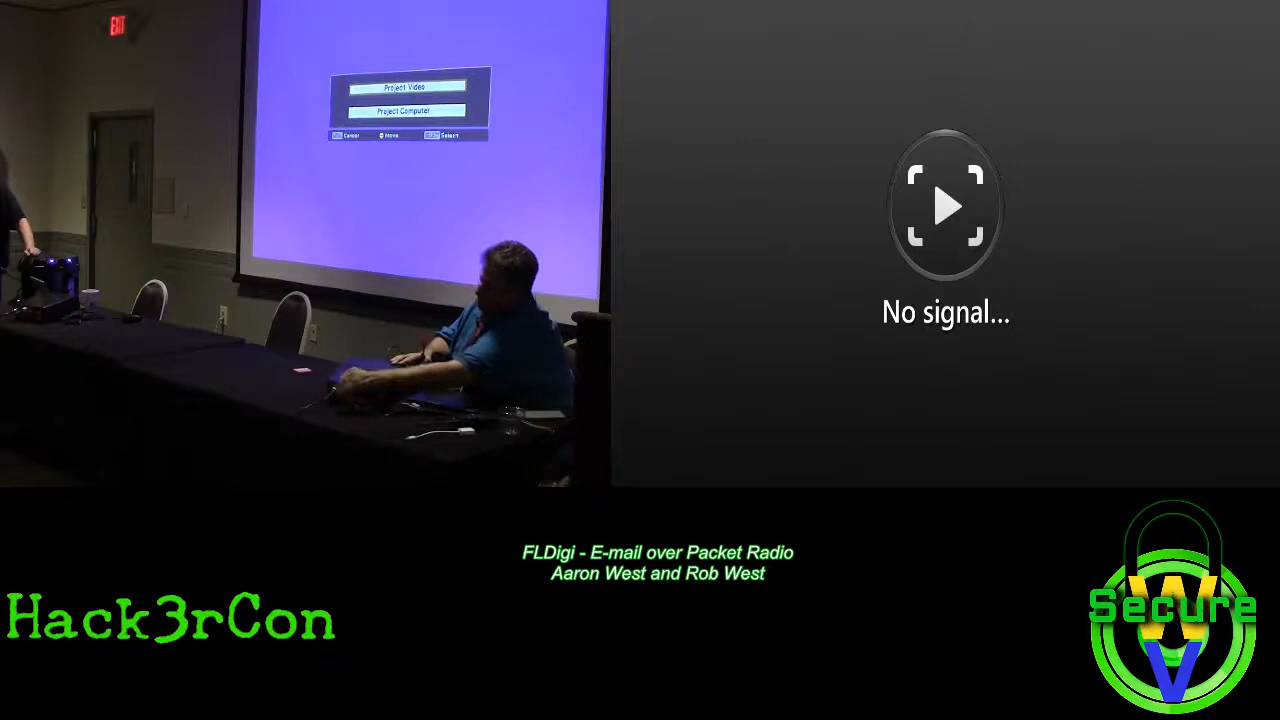 EXIT
Project Video
Project Computer
Cancel
Move
Select
No signal...
FLDigi - E-mail over Packet Radio
Aaron West and Rob West
Hack3rCon
Secure
W
V